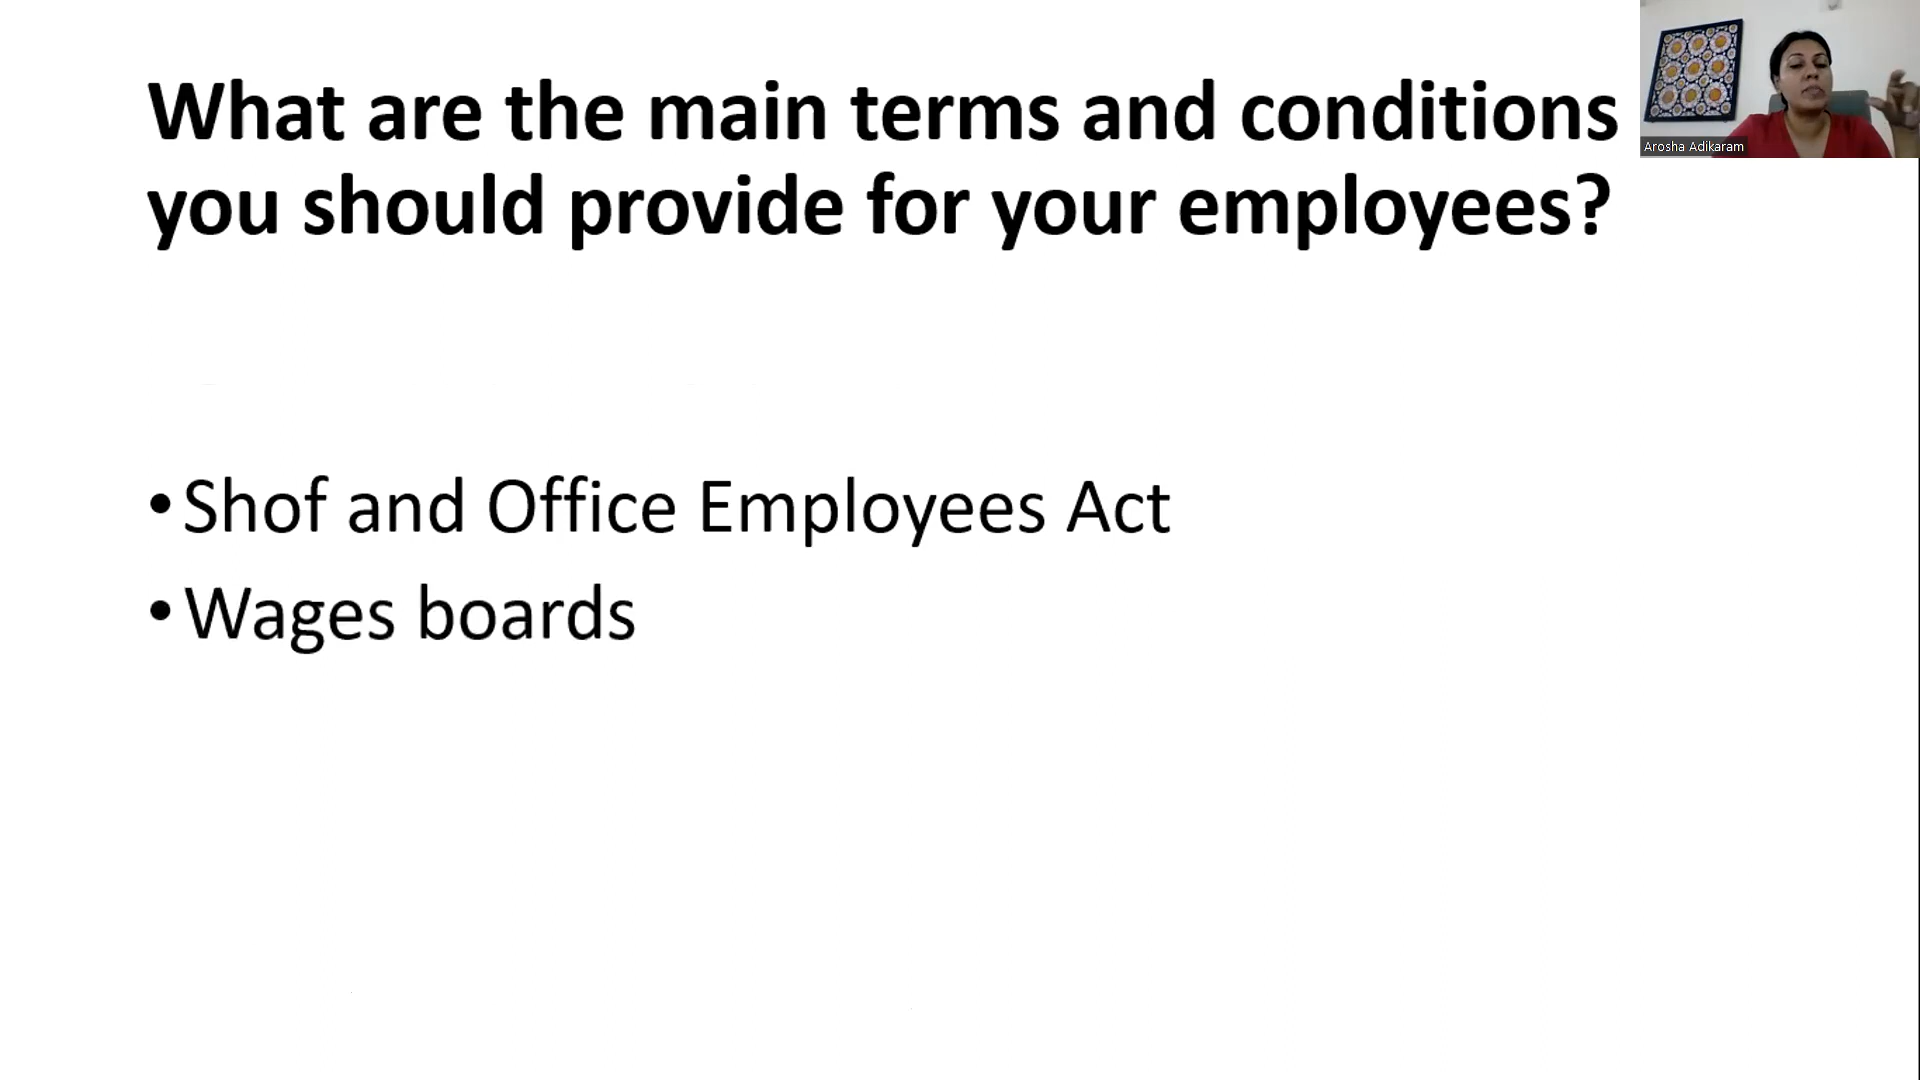 What are the main terms and conditions
you should provide for your employees?
Arosha Adikaram
• Shof and Office Employees Act
• Wages boards